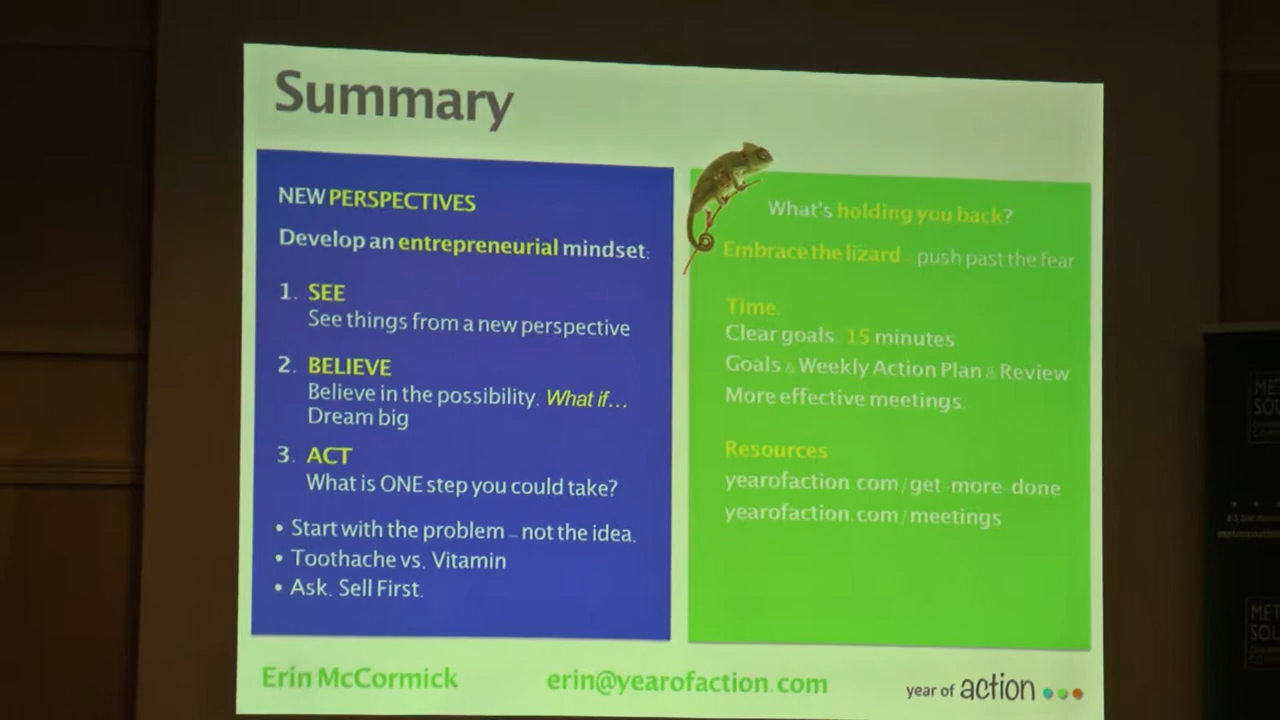 Summary
NEW PERSPECTIVES
Develop an entrepreneurial mindset:
1. SEE
See things from a new perspective
2. BELIEVE
Believe in the possibility. What if...
Dream big
3. ACT
What is ONE step you could take?
• Start with the problem – not the idea.
• Toothache vs. Vitamin
• Ask. Sell First.
What's holding you back?
Embrace the lizard - push past the fear
Time.
Clear goals. 15 minutes
Goals & Weekly Action Plan & Review
More effective meetings.
Resources
yearofaction.com/get-more-done
yearofaction.com/meetings
Erin McCormick
erin@yearofaction.com
year of action
MET
SOU
MET
SOU